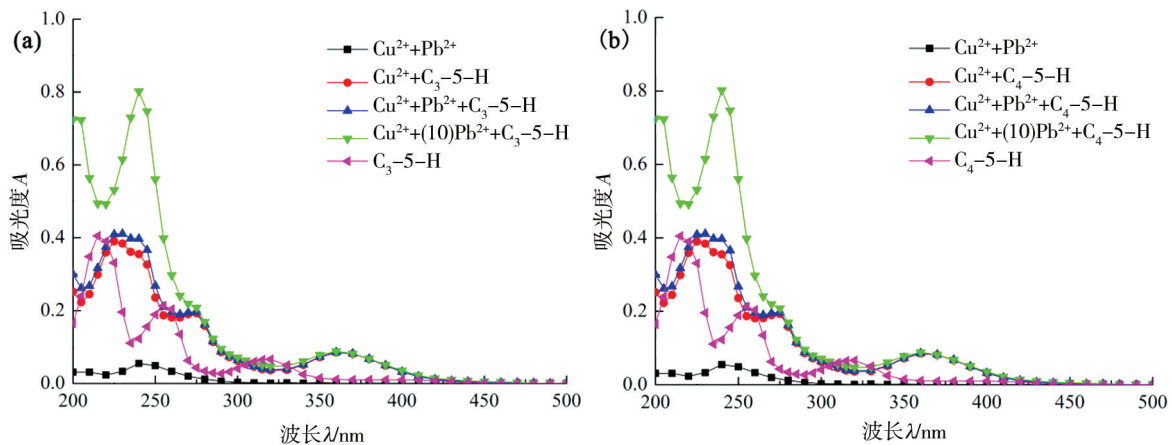 (a)
Cu²⁺+Pb²⁺
Cu²⁺+C₃-5-H
Cu²⁺+Pb²⁺+C₃-5-H
Cu²⁺+(10)Pb²⁺+C₃-5-H
C₃-5-H
吸光度A
1.0
0.8
0.6
0.4
0.2
0.0
200 250 300 350 400 450 500
波长λ/nm
(b)
Cu²⁺+Pb²⁺
Cu²⁺+C₄-5-H
Cu²⁺+Pb²⁺+C₄-5-H
Cu²⁺+(10)Pb²⁺+C₄-5-H
C₄-5-H
吸光度A
1.0
0.8
0.6
0.4
0.2
0.0
200 250 300 350 400 450 500
波长λ/nm